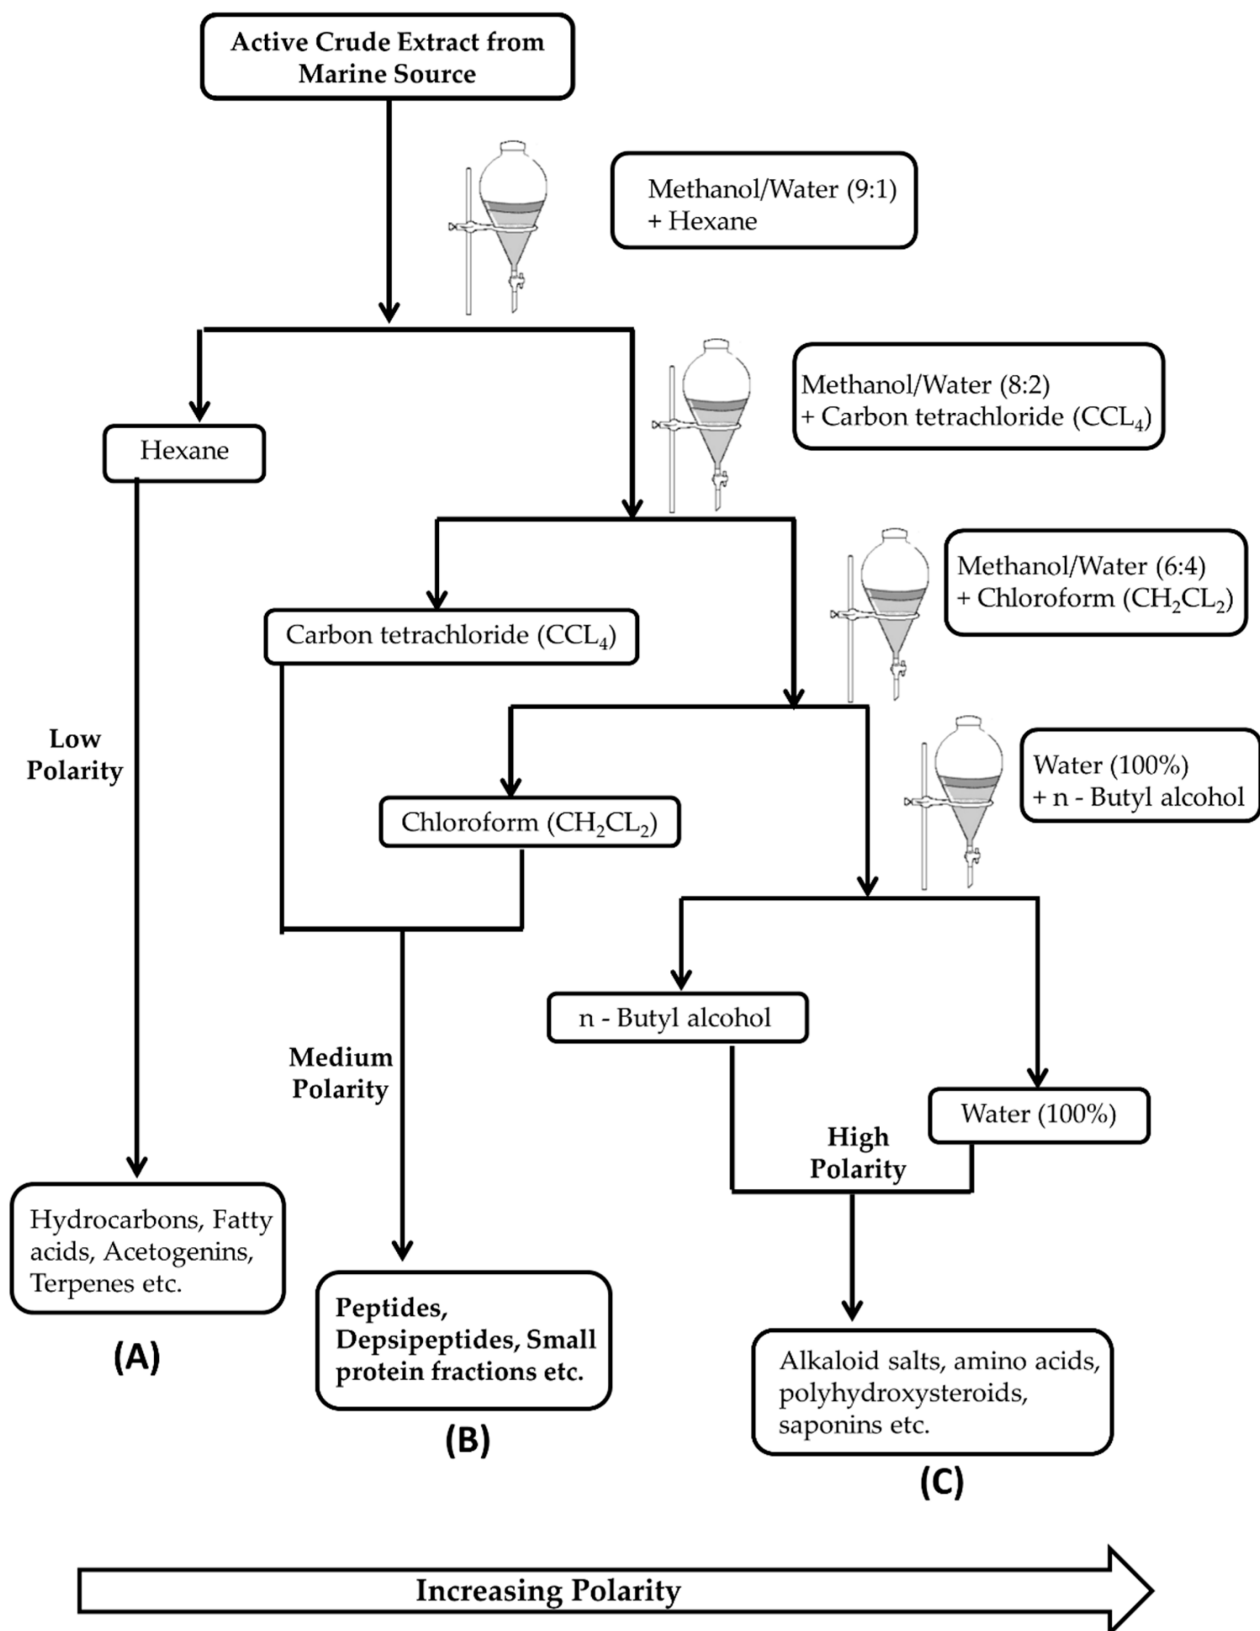 Active Crude Extract from
Marine Source
Methanol/Water (9:1)
+ Hexane
Methanol/Water (8:2)
+ Carbon tetrachloride (CCL₄)
Hexane
Methanol/Water (6:4)
+ Chloroform (CH₂CL₂)
Carbon tetrachloride (CCL₄)
Low
Polarity
Water (100%)
+ n - Butyl alcohol
Chloroform (CH₂CL₂)
n - Butyl alcohol
Medium
Polarity
Water (100%)
High
Polarity
Hydrocarbons, Fatty
acids, Acetogenins,
Terpenes etc.
(A)
Peptides,
Depsipeptides, Small
protein fractions etc.
(B)
Alkaloid salts, amino acids,
polyhydroxysteroids,
saponins etc.
(C)
Increasing Polarity